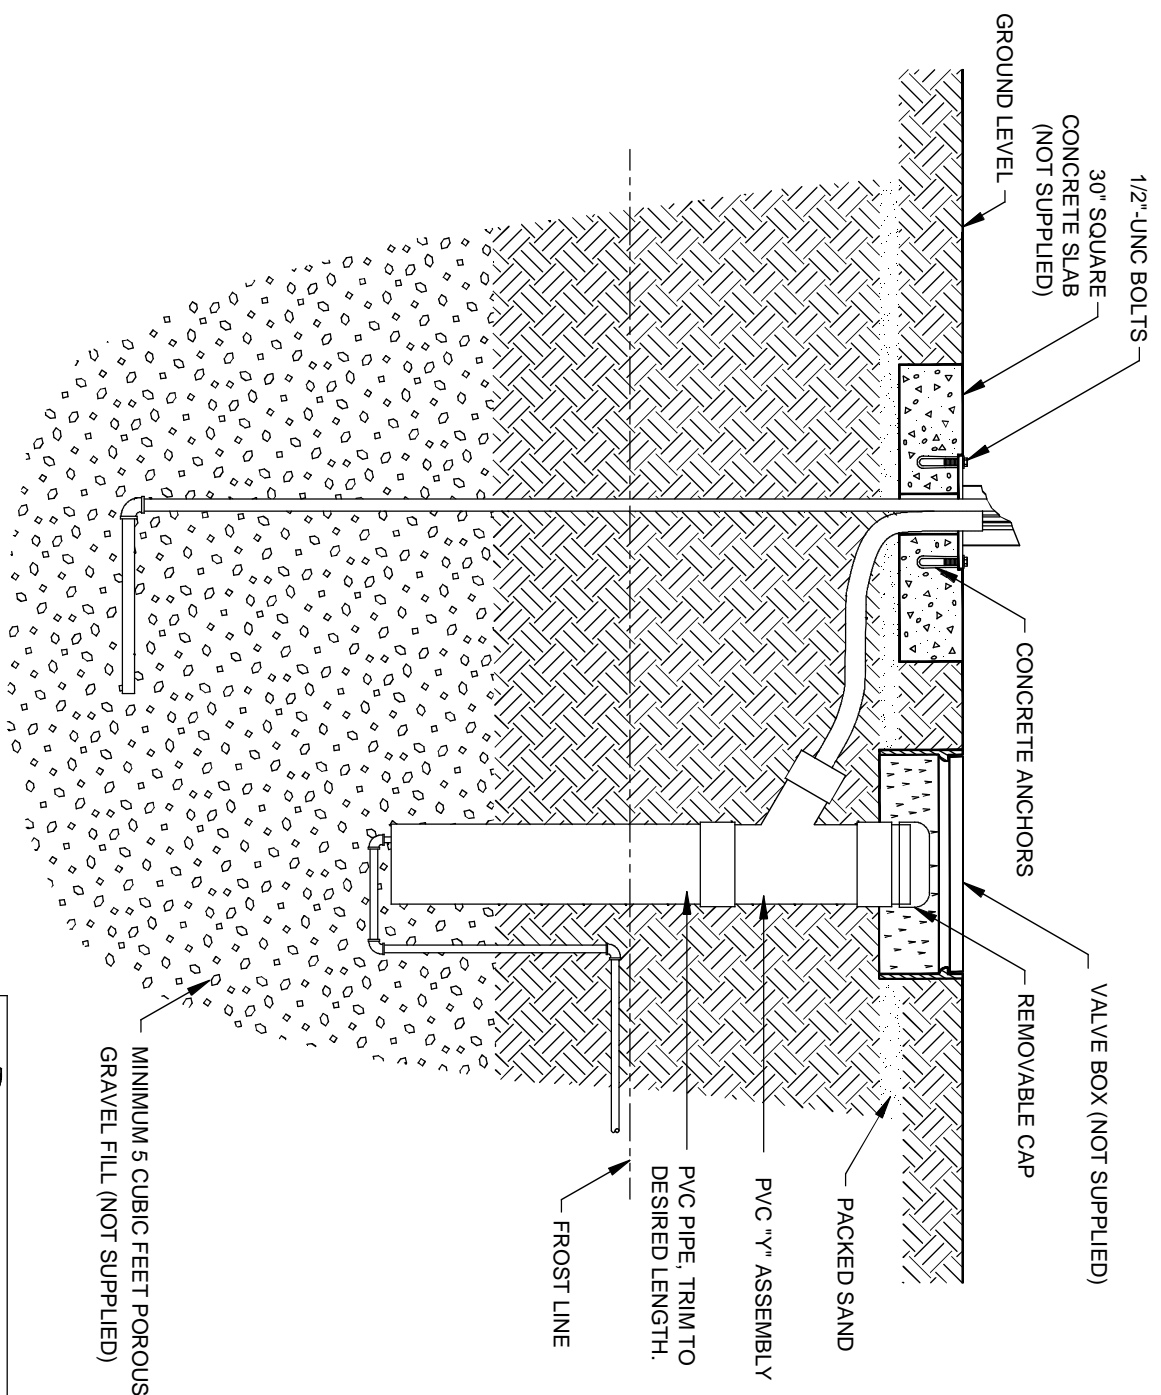 1/2"-UNC BOLTS
30" SQUARE
CONCRETE SLAB
(NOT SUPPLIED)
GROUND LEVEL
CONCRETE ANCHORS
VALVE BOX (NOT SUPPLIED)
REMOVABLE CAP
PACKED SAND
PVC "Y" ASSEMBLY
PVC PIPE, TRIM TO
DESIRED LENGTH.
FROST LINE
MINIMUM 5 CUBIC FEET POROUS
GRAVEL FILL (NOT SUPPLIED)